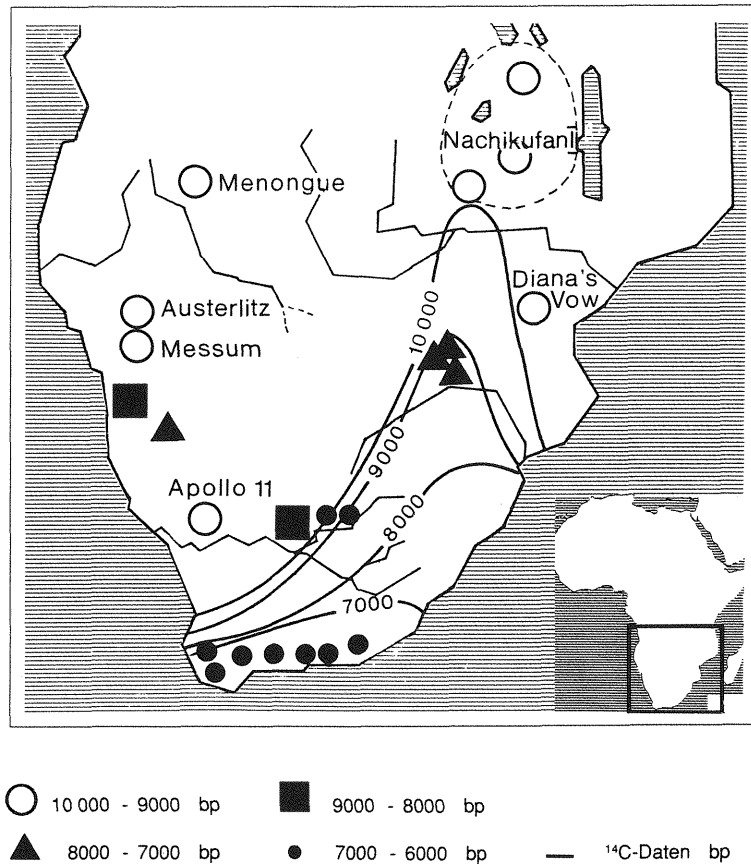 NachikufanI
Menongue
Diana's
Vow
Austerlitz
Messum
10 000
9000
Apollo 11
8000
7000
10 000 - 9000 bp
9000 - 8000 bp
8000 - 7000 bp
7000 - 6000 bp
¹⁴C-Daten bp